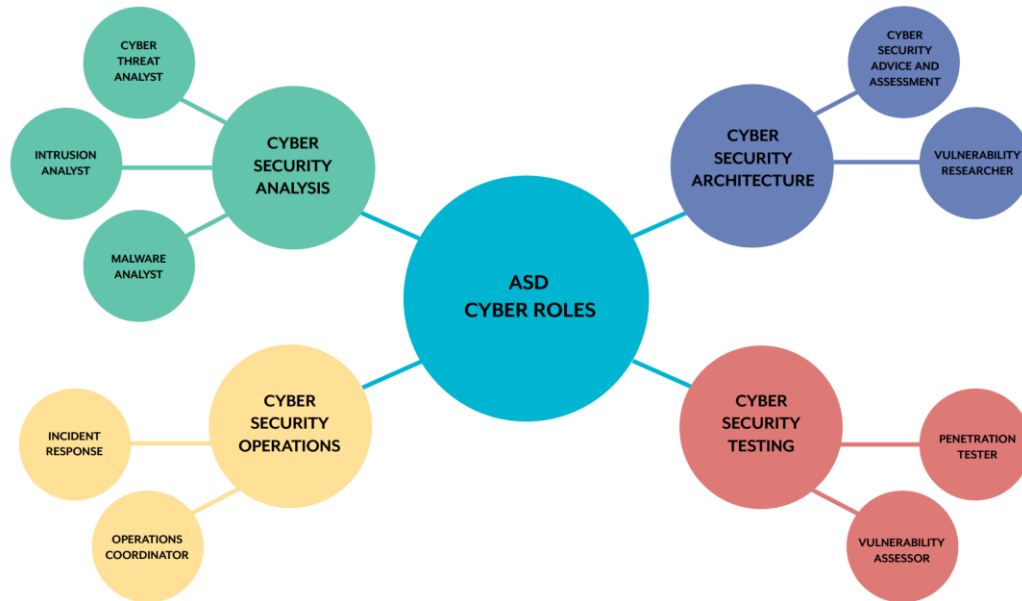 CYBER
THREAT
ANALYST
INTRUSION
ANALYST
MALWARE
ANALYST
CYBER
SECURITY
ANALYSIS
CYBER
SECURITY
ADVICE AND
ASSESSMENT
VULNERABILITY
RESEARCHER
CYBER
SECURITY
ARCHITECTURE
ASD
CYBER ROLES
CYBER
SECURITY
OPERATIONS
INCIDENT
RESPONSE
OPERATIONS
COORDINATOR
CYBER
SECURITY
TESTING
PENETRATION
TESTER
VULNERABILITY
ASSESSOR